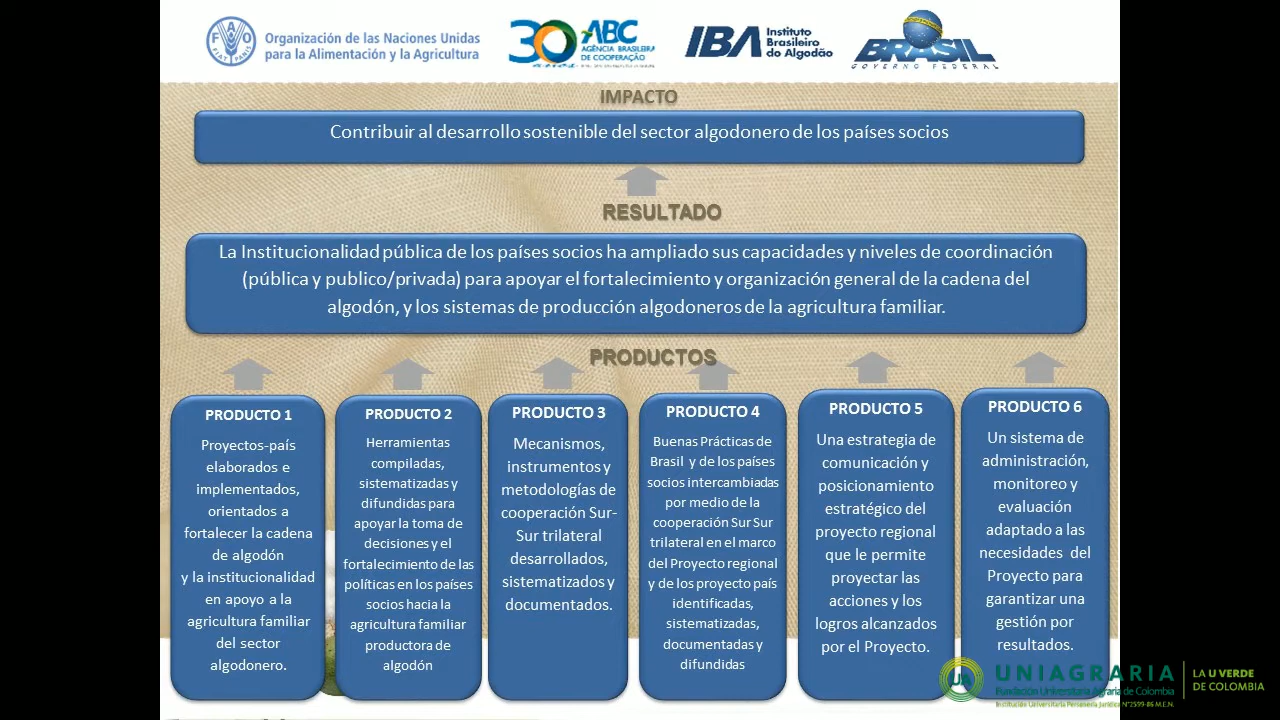 FAO
FIAT PANIS
Organización de las Naciones Unidas
para la Alimentación y la Agricultura
30 ABC
AGÊNCIA BRASILEIRA
DE COOPERAÇÃO
IBA Instituto
Brasileiro
do Algodão
BRASIL
GOVERNO FEDERAL
IMPACTO
Contribuir al desarrollo sostenible del sector algodonero de los países socios
RESULTADO
La Institucionalidad pública de los países socios ha ampliado sus capacidades y niveles de coordinación
(pública y publico/privada) para apoyar el fortalecimiento y organización general de la cadena del
algodón, y los sistemas de producción algodoneros de la agricultura familiar.
PRODUCTOS
PRODUCTO 1
Proyectos-país
elaborados e
implementados,
orientados a
fortalecer la cadena
de algodón
y la institucionalidad
en apoyo a la
agricultura familiar
del sector
algodonero.
PRODUCTO 2
Herramientas
compiladas,
sistematizadas y
difundidas para
apoyar la toma de
decisiones y el
fortalecimiento de las
políticas en los países
socios hacia la
agricultura familiar
productora de
algodón
PRODUCTO 3
Mecanismos,
instrumentos y
metodologías de
cooperación Sur-
Sur trilateral
desarrollados,
sistematizados y
documentados.
PRODUCTO 4
Buenas Prácticas de
Brasil y de los países
socios intercambiadas
por medio de la
cooperación Sur Sur
trilateral en el marco
del Proyecto regional
y de los proyecto país
identificadas,
sistematizadas,
documentadas y
difundidas
PRODUCTO 5
Una estrategia de
comunicación y
posicionamiento
estratégico del
proyecto regional
que le permite
proyectar las
acciones y los
logros alcanzados
por el Proyecto.
PRODUCTO 6
Un sistema de
administración,
monitoreo y
evaluación
adaptado a las
necesidades del
Proyecto para
garantizar una
gestión por
resultados.
UNIAGRARIA
Fundación Universitaria Agraria de Colombia
Institución Universitaria Personería Jurídica N°2599-86 M.E.N.
LA U VERDE
DE COLOMBIA